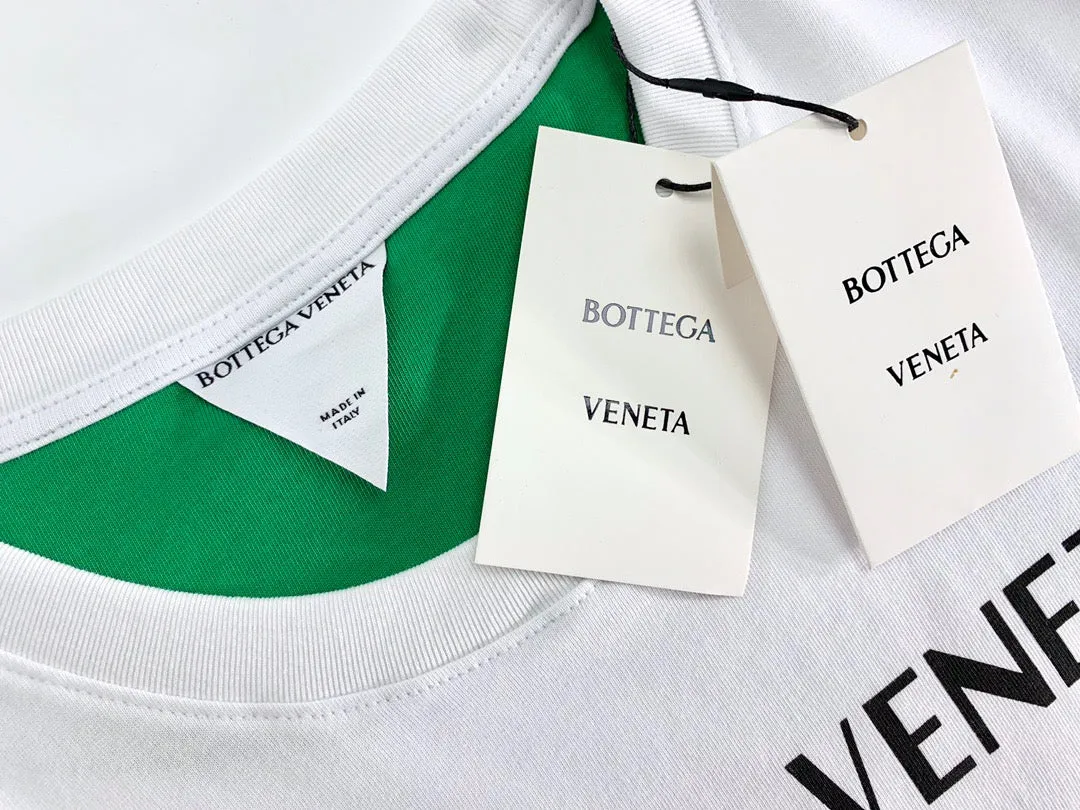 BOTTEGA VENETA
MADE IN
ITALY
BOTTEGA
VENETA
BOTTEGA
VENETA
VENE